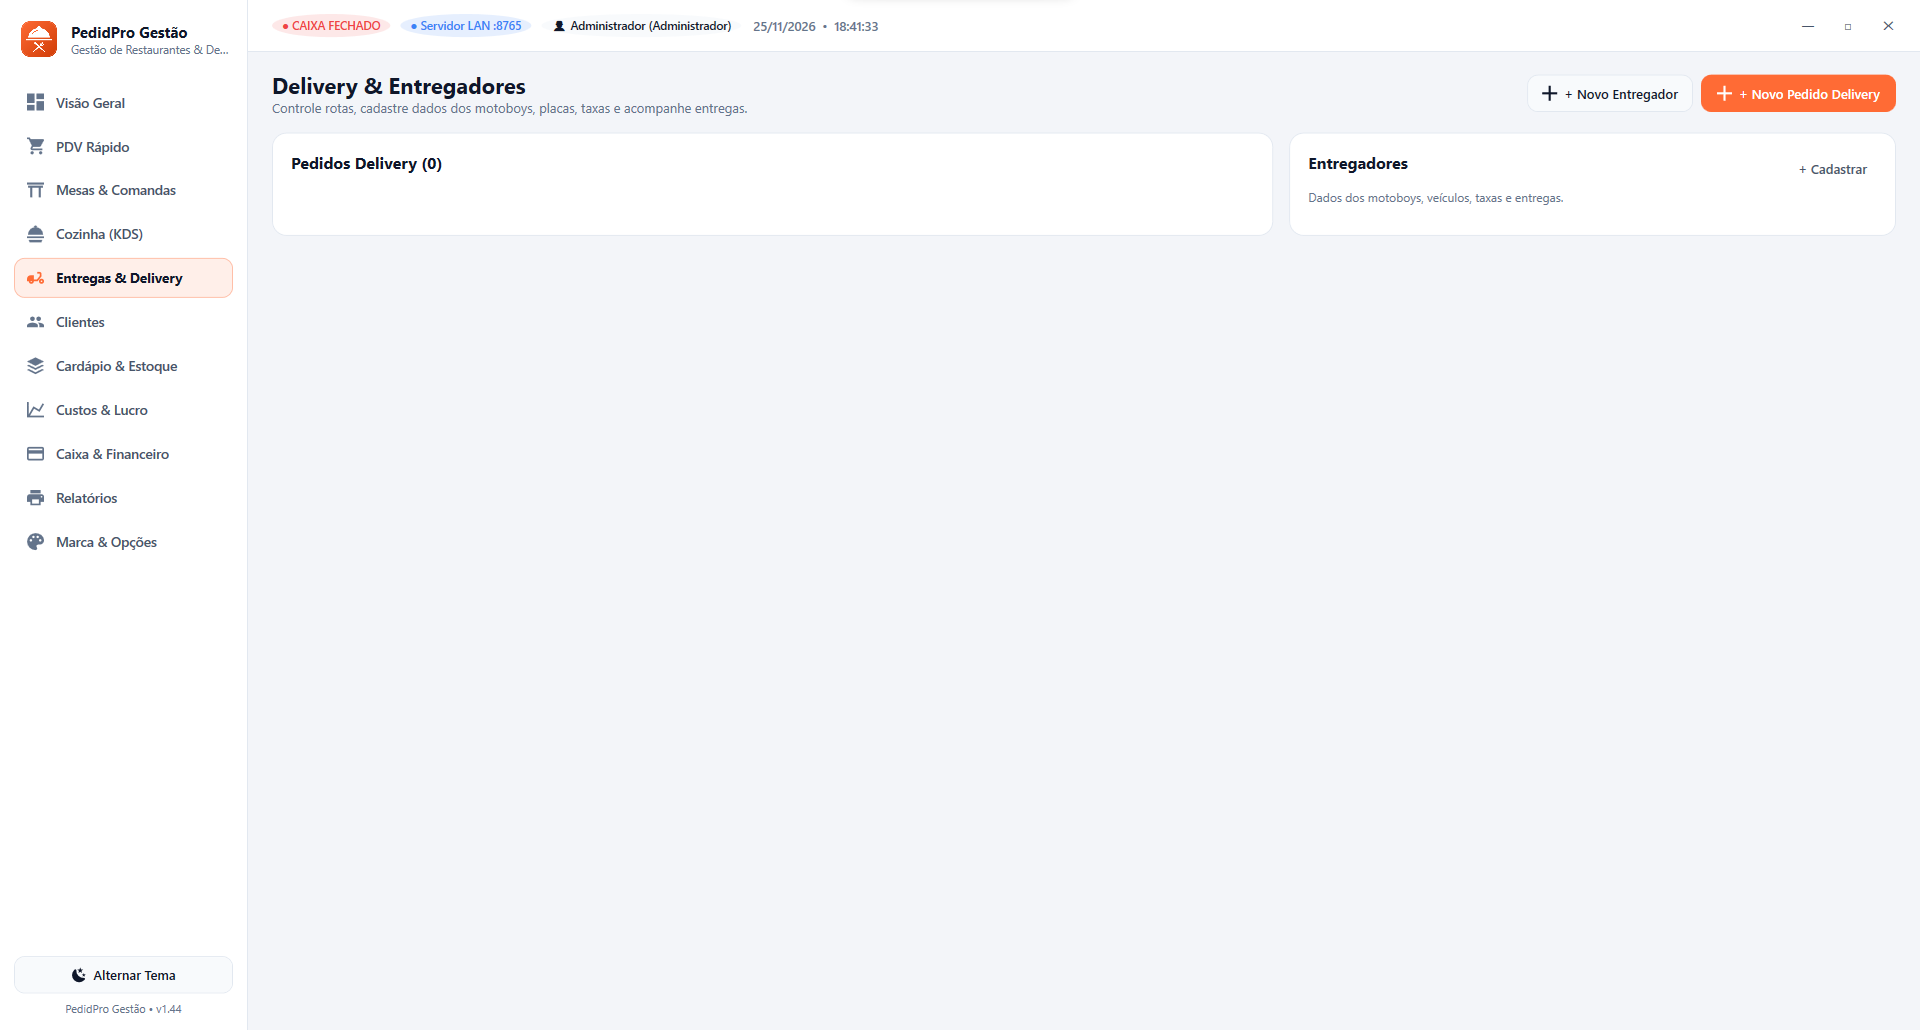 PedidPro Gestão
Gestão de Restaurantes & De...
Visão Geral
PDV Rápido
Mesas & Comandas
Cozinha (KDS)
Entregas & Delivery
Clientes
Cardápio & Estoque
Custos & Lucro
Caixa & Financeiro
Relatórios
Marca & Opções
Alternar Tema
PedidPro Gestão • v1.44
● CAIXA FECHADO
● Servidor LAN :8765
Administrador (Administrador)
25/11/2026 • 18:41:33
Delivery & Entregadores
Controle rotas, cadastre dados dos motoboys, placas, taxas e acompanhe entregas.
+ Novo Entregador
+ Novo Pedido Delivery
Pedidos Delivery (0)
Entregadores
+ Cadastrar
Dados dos motoboys, veículos, taxas e entregas.